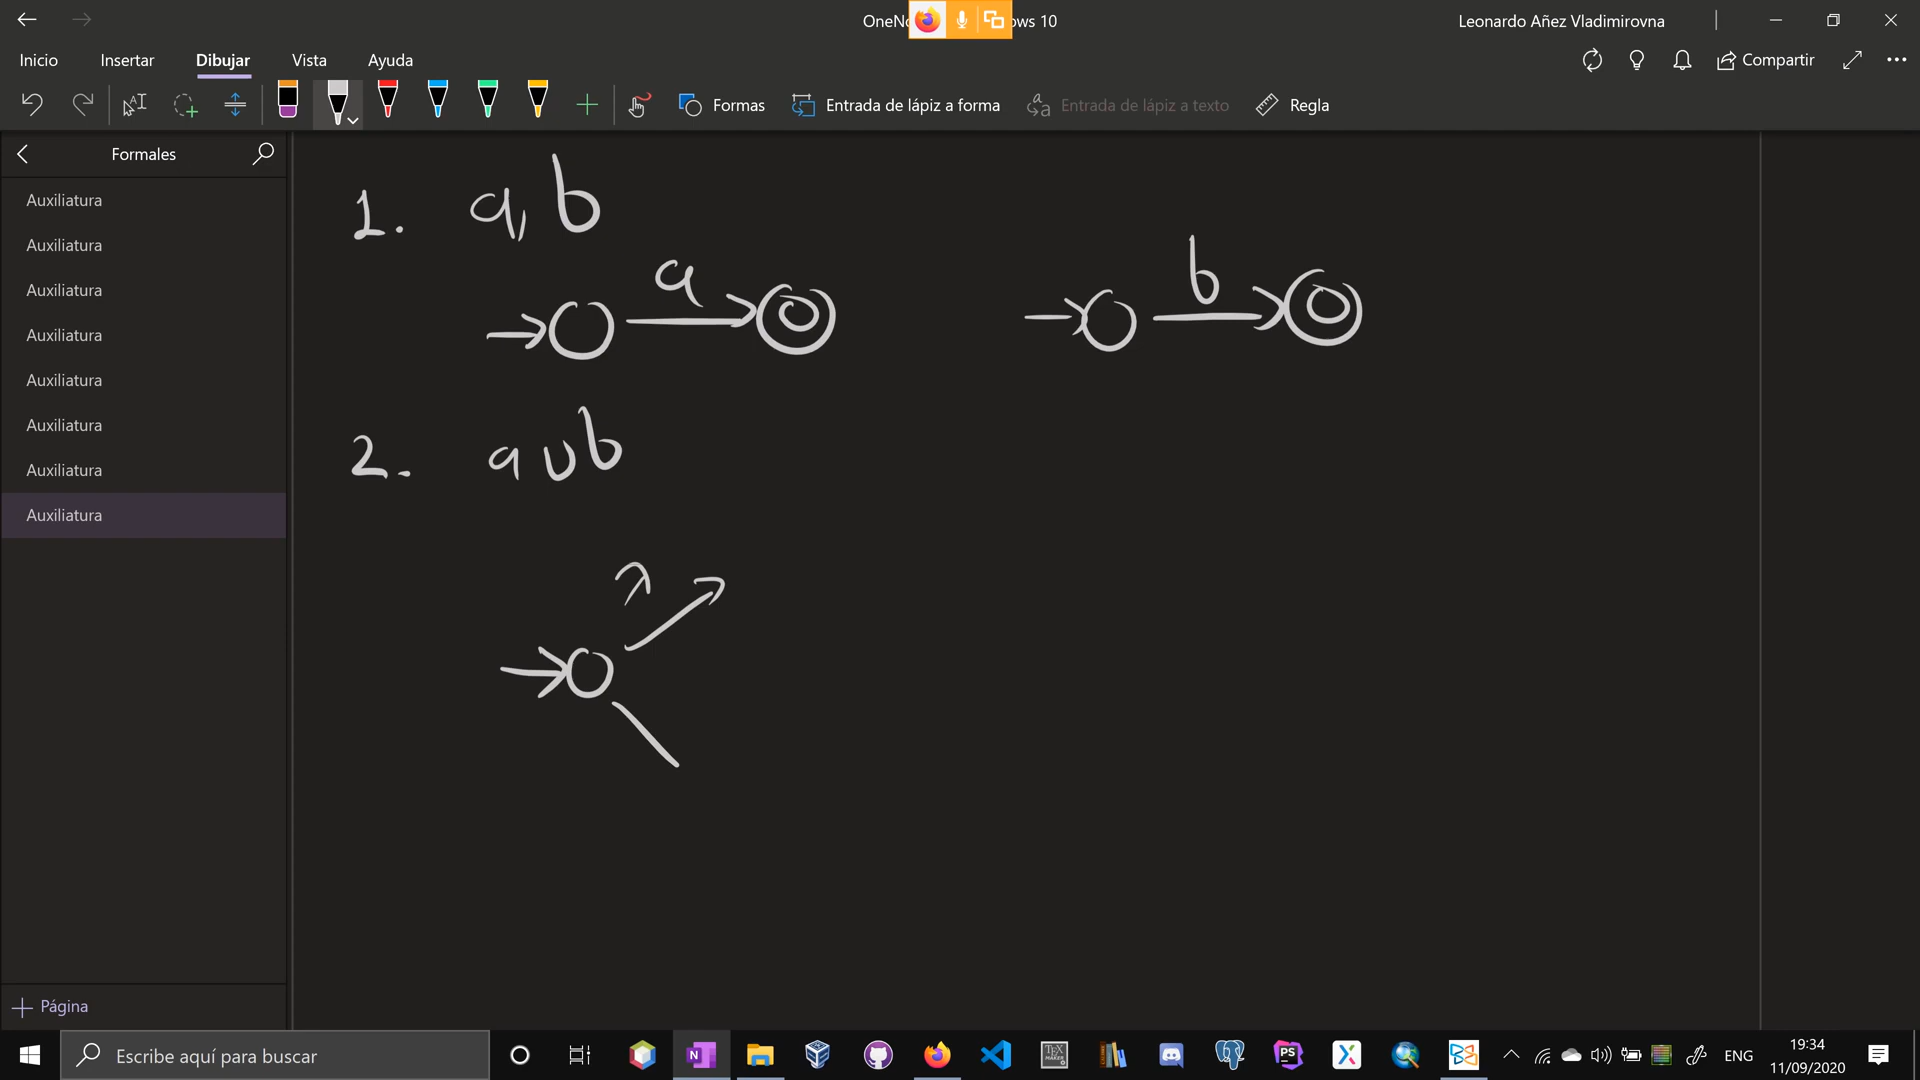 OneNo
ows 10
Leonardo Añez Vladimirovna
Inicio Insertar Dibujar Vista Ayuda
Compartir
Formas Entrada de lápiz a forma Entrada de lápiz a texto Regla
Formales
Auxiliatura
Auxiliatura
Auxiliatura
Auxiliatura
Auxiliatura
Auxiliatura
Auxiliatura
Auxiliatura
1. a, b
a b
2. a ∪ b
λ
Página
Escribe aquí para buscar
ENG
19:34
11/09/2020